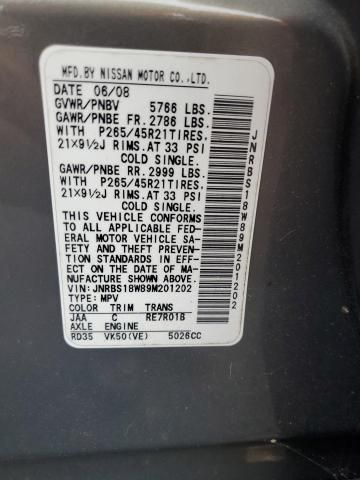 MFD.BY NISSAN MOTOR CO.,LTD.
DATE 06/08
GVWR/PNBV 5766 LBS.
GAWR/PNBE FR. 2786 LBS.
WITH P265/45R21TIRES,
21×9½J RIMS.AT 33 PSI
COLD SINGLE.
GAWR/PNBE RR. 2999 LBS.
WITH P265/45R21TIRES,
21×9½J RIMS.AT 33 PSI
COLD SINGLE.
THIS VEHICLE CONFORMS
TO ALL APPLICABLE FED-
ERAL MOTOR VEHICLE SA-
FETY AND THEFT PREVEN-
TION STANDARDS IN EFF-
ECT ON THE DATE OF MA-
NUFACTURE SHOWN ABOVE.
VIN: JNRBS18W89M201202
TYPE: MPV
COLOR TRIM TRANS
JAA C RE7R01B
AXLE ENGINE
RD35 VK50(VE) 5026CC
JNRBS18W89M201202